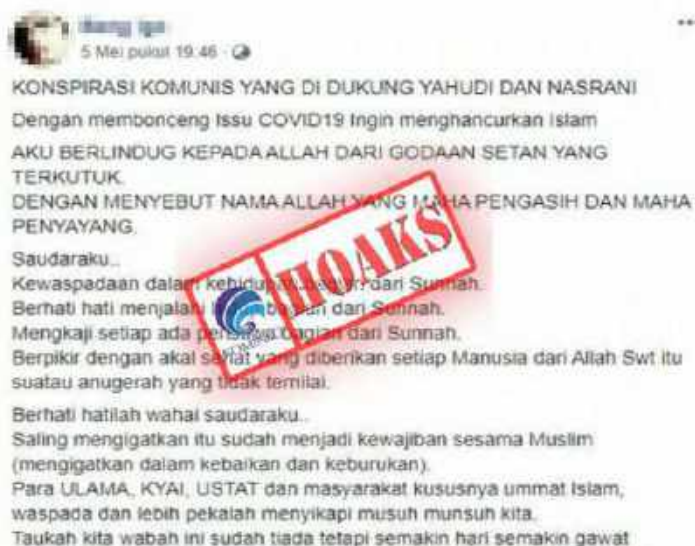 5 Mei pukul 19.46
KONSPIRASI KOMUNIS YANG DI DUKUNG YAHUDI DAN NASRANI
Dengan membonceng Issu COVID19 Ingin menghancurkan Islam
AKU BERLINDUG KEPADA ALLAH DARI GODAAN SETAN YANG
TERKUTUK.
DENGAN MENYEBUT NAMA ALLAH YANG MAHA PENGASIH DAN MAHA
PENYAYANG.
Saudaraku..
Kewaspadaan dalam kehidupan bagian dari Sunnah.
Berhati hati menjalani bagian dari Sunnah.
Mengkaji setiap ada bagian dari Sunnah.
Berpikir dengan akal sehat yang diberikan setiap Manusia dari Allah Swt itu
suatau anugerah yang tidak ternilai.
HOAKS
KOMINFO
Berhati hatilah wahai saudaraku..
Saling mengigatkan itu sudah menjadi kewajiban sesama Muslim
(mengigatkan dalam kebaikan dan keburukan).
Para ULAMA, KYAI, USTAT dan masyarakat kususnya ummat Islam,
waspada dan lebih pekalah menyikapi musuh munsuh kita.
Taukah kita wabah ini sudah tiada tetapi semakin hari semakin gawat